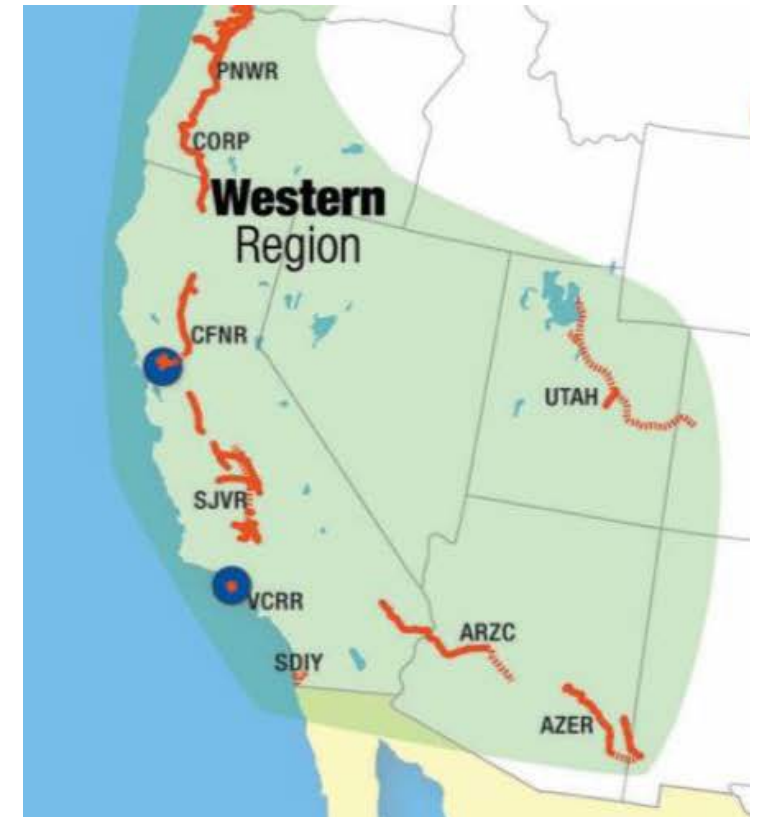 PNWR
CORP
Western
Region
CFNR
UTAH
SJVR
VCRR
ARZC
SDIY
AZER